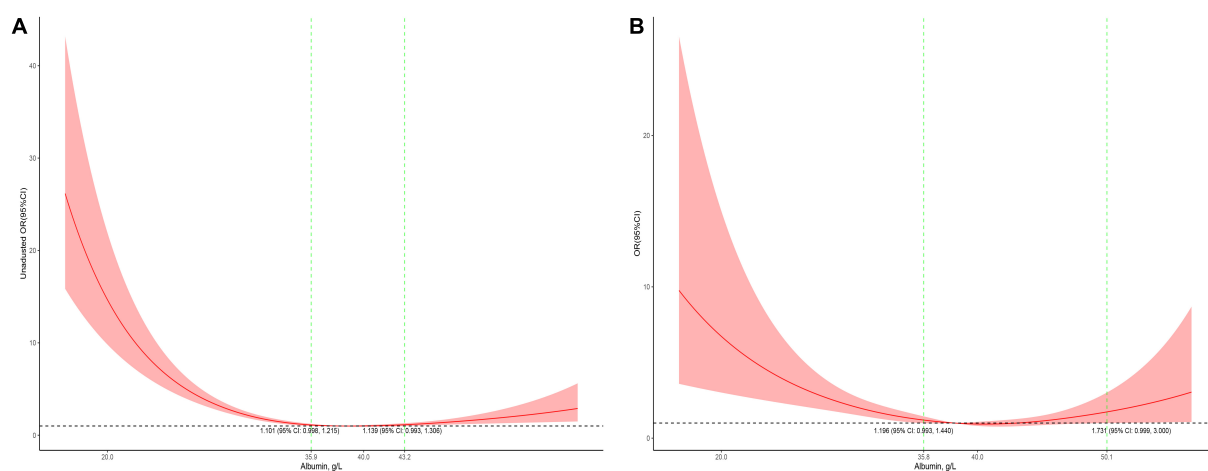 A
Unadusted OR(95%CI)
40
30
20
10
0
1.101 (95% CI: 0.998, 1.215)
1.139 (95% CI: 0.993, 1.306)
20.0
35.9
40.0
43.2
Albumin, g/L
B
OR(95%CI)
20
10
0
1.196 (95% CI: 0.993, 1.440)
1.731 (95% CI: 0.999, 3.000)
20.0
35.8
40.0
50.1
Albumin, g/L